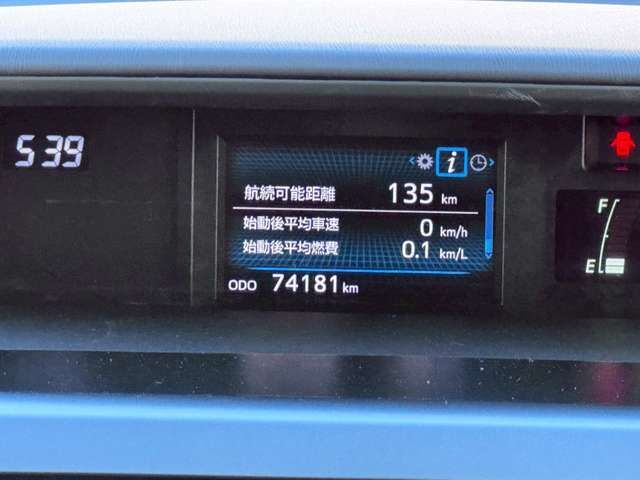 5:39
i
航続可能距離 135 km
始動後平均車速 0 km/h
始動後平均燃費 0.1 km/L
ODO 74181 km
F
E